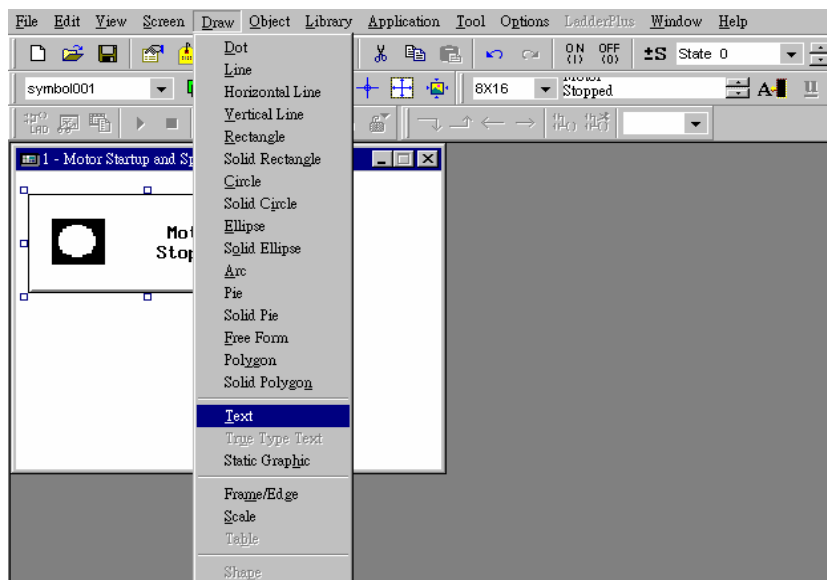 File Edit View Screen Draw Object Library Application Tool Options LadderPlus Window Help
ON OFF
(1) (0) ±S State 0
symbol001 8X16
Stopped A U
LAD
1 - Motor Startup and Sp
Mot
Stop
Dot
Line
Horizontal Line
Vertical Line
Rectangle
Solid Rectangle
Circle
Solid Circle
Ellipse
Solid Ellipse
Arc
Pie
Solid Pie
Free Form
Polygon
Solid Polygon
Text
True Type Text
Static Graphic
Frame/Edge
Scale
Table
Shape